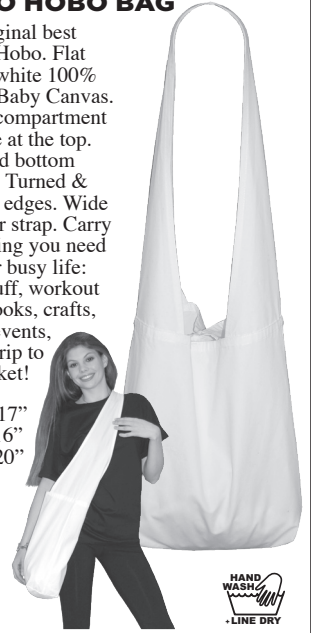 O HOBO BAG
ginal best
Hobo. Flat
white 100%
Baby Canvas.
compartment
e at the top.
d bottom
Turned &
edges. Wide
r strap. Carry
ing you need
r busy life:
uff, workout
ooks, crafts,
events,
rip to
ket!
17”
6”
20”
HAND
WASH
+LINE DRY